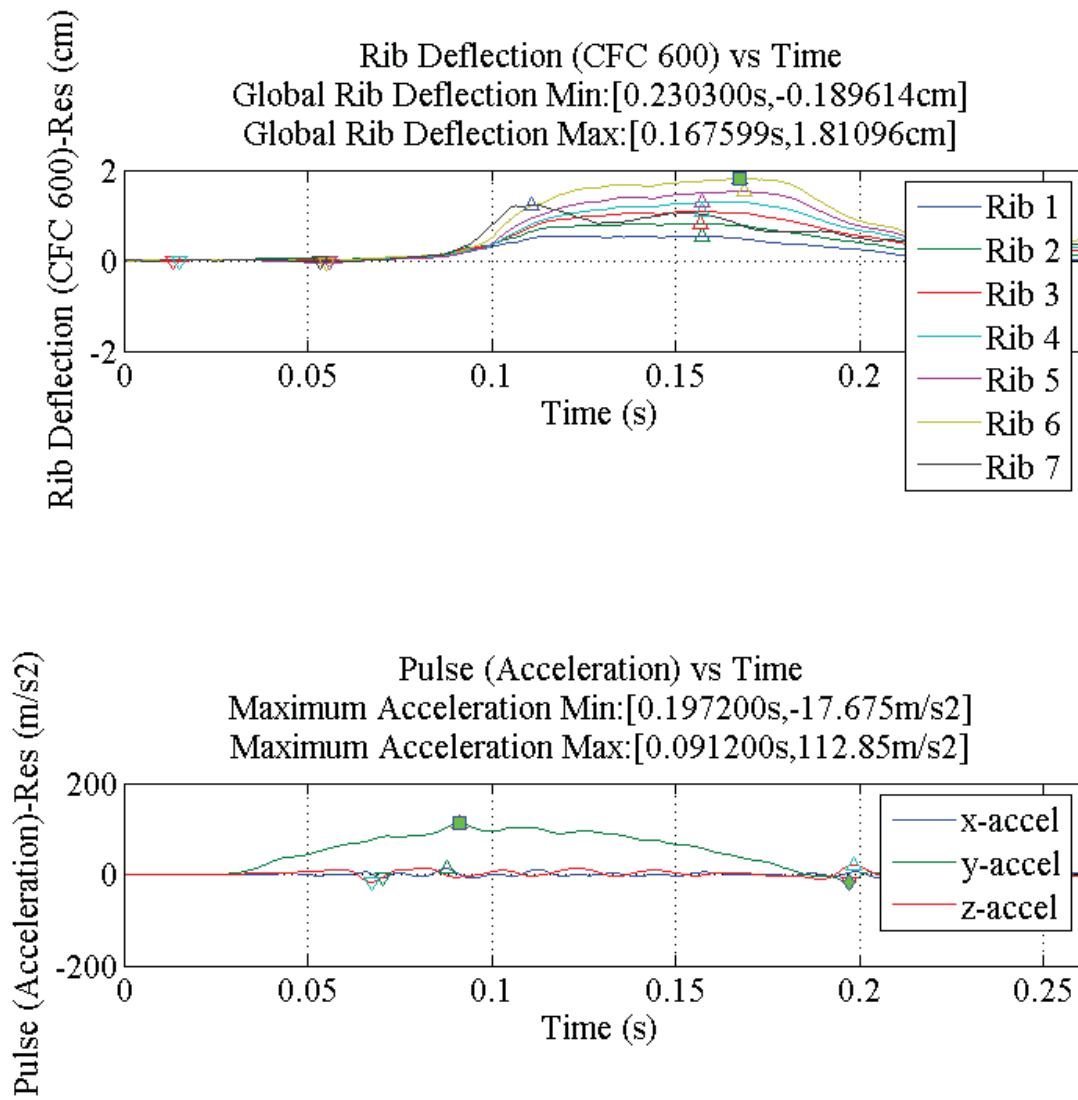 Rib Deflection (CFC 600) vs Time
Global Rib Deflection Min:[0.230300s,-0.189614cm]
Global Rib Deflection Max:[0.167599s,1.81096cm]
Rib Deflection (CFC 600)-Res (cm)
2
0
-2
0
0.05
0.1
0.15
0.2
Time (s)
Rib 1
Rib 2
Rib 3
Rib 4
Rib 5
Rib 6
Rib 7
Pulse (Acceleration) vs Time
Maximum Acceleration Min:[0.197200s,-17.675m/s2]
Maximum Acceleration Max:[0.091200s,112.85m/s2]
Pulse (Acceleration)-Res (m/s2)
200
0
-200
0
0.05
0.1
0.15
0.2
0.25
Time (s)
x-accel
y-accel
z-accel